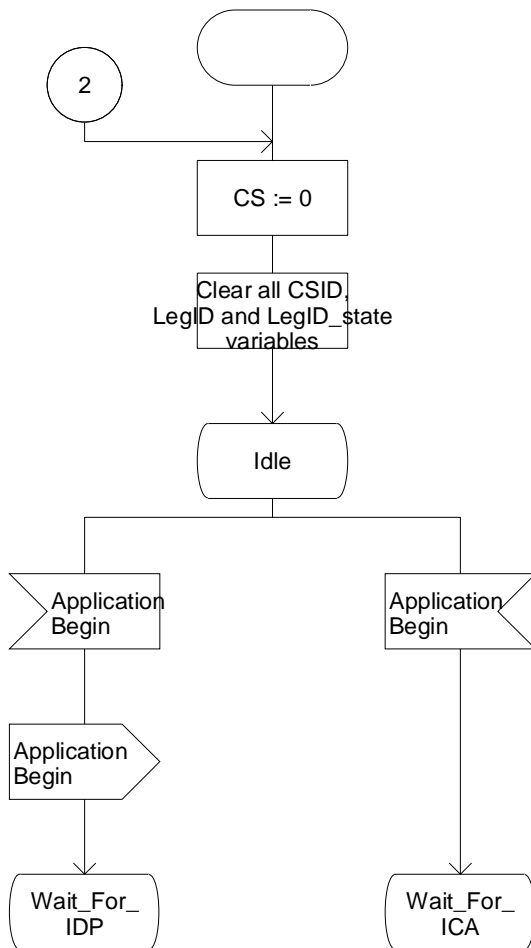 2
CS := 0
Clear all CSID,
LegID and LegID_state
variables
Idle
Application
Begin
Application
Begin
Application
Begin
Wait_For_
IDP
Wait_For_
ICA